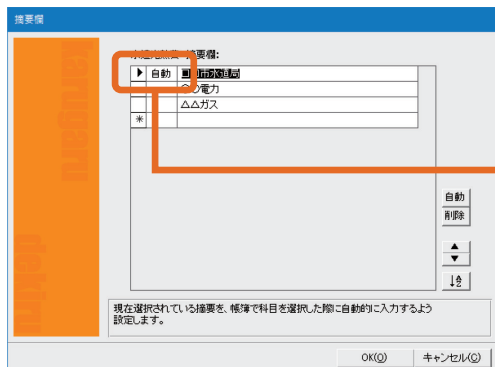 摘要欄
摘要欄:
自動
市水道局
電力
△△ガス
*
自動
削除
現在選択されている摘要を、帳簿で科目を選択した際に自動的に入力するよう
設定します。
OK(O)
キャンセル(C)
karugaru
dekiru